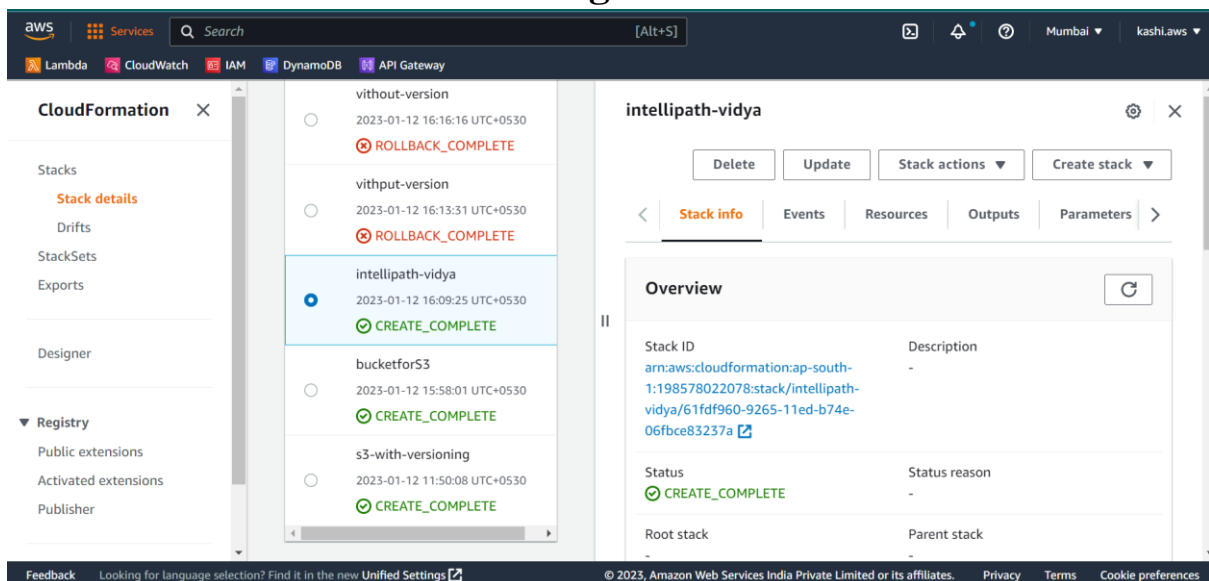 aws
Services
Search
[Alt+S]
Mumbai ▼
kashi.aws ▼
Lambda
CloudWatch
IAM
DynamoDB
API Gateway
CloudFormation
Stacks
Stack details
Drifts
StackSets
Exports
Designer
▼ Registry
Public extensions
Activated extensions
Publisher
vithout-version
2023-01-12 16:16:16 UTC+0530
ROLLBACK_COMPLETE
vithput-version
2023-01-12 16:13:31 UTC+0530
ROLLBACK_COMPLETE
intellipath-vidya
2023-01-12 16:09:25 UTC+0530
CREATE_COMPLETE
bucketforS3
2023-01-12 15:58:01 UTC+0530
CREATE_COMPLETE
s3-with-versioning
2023-01-12 11:50:08 UTC+0530
CREATE_COMPLETE
intellipath-vidya
Delete
Update
Stack actions ▼
Create stack ▼
Stack info
Events
Resources
Outputs
Parameters
Overview
Stack ID
arn:aws:cloudformation:ap-south-
1:198578022078:stack/intellipath-
vidya/61fdf960-9265-11ed-b74e-
06fbce83237a
Description
-
Status
CREATE_COMPLETE
Status reason
-
Root stack
-
Parent stack
-
Feedback
Looking for language selection? Find it in the new Unified Settings
© 2023, Amazon Web Services India Private Limited or its affiliates.
Privacy
Terms
Cookie preferences